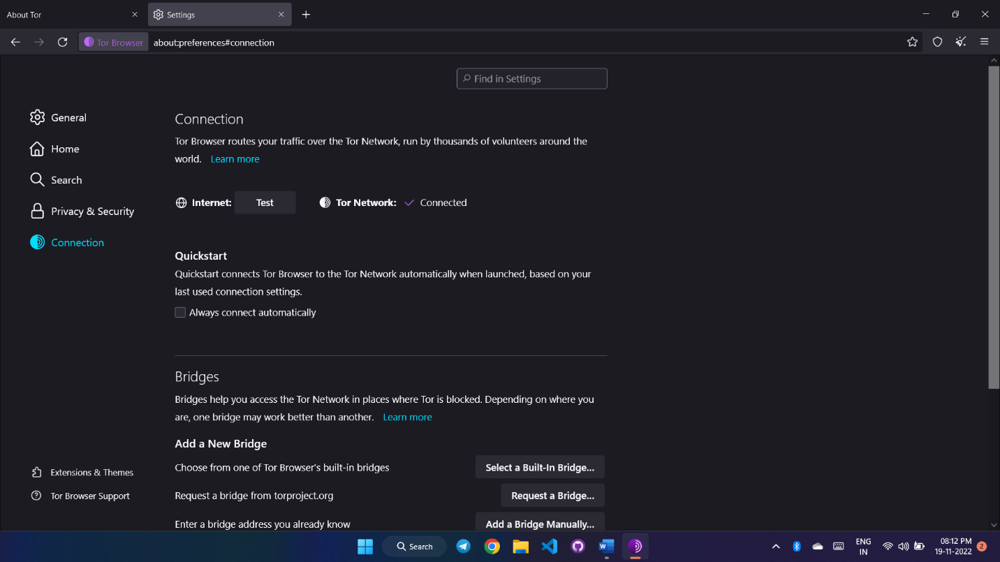 About Tor
Settings
Tor Browser
about:preferences#connection
Find in Settings
General
Home
Search
Privacy & Security
Connection
Extensions & Themes
Tor Browser Support
Connection
Tor Browser routes your traffic over the Tor Network, run by thousands of volunteers around the
world. Learn more
Internet: Test Tor Network: Connected
Quickstart
Quickstart connects Tor Browser to the Tor Network automatically when launched, based on your
last used connection settings.
Always connect automatically
Bridges
Bridges help you access the Tor Network in places where Tor is blocked. Depending on where you
are, one bridge may work better than another. Learn more
Add a New Bridge
Choose from one of Tor Browser's built-in bridges Select a Built-In Bridge...
Request a bridge from torproject.org Request a Bridge...
Enter a bridge address you already know Add a Bridge Manually...
Search
W
ENG
IN
08:12 PM
19-11-2022
2